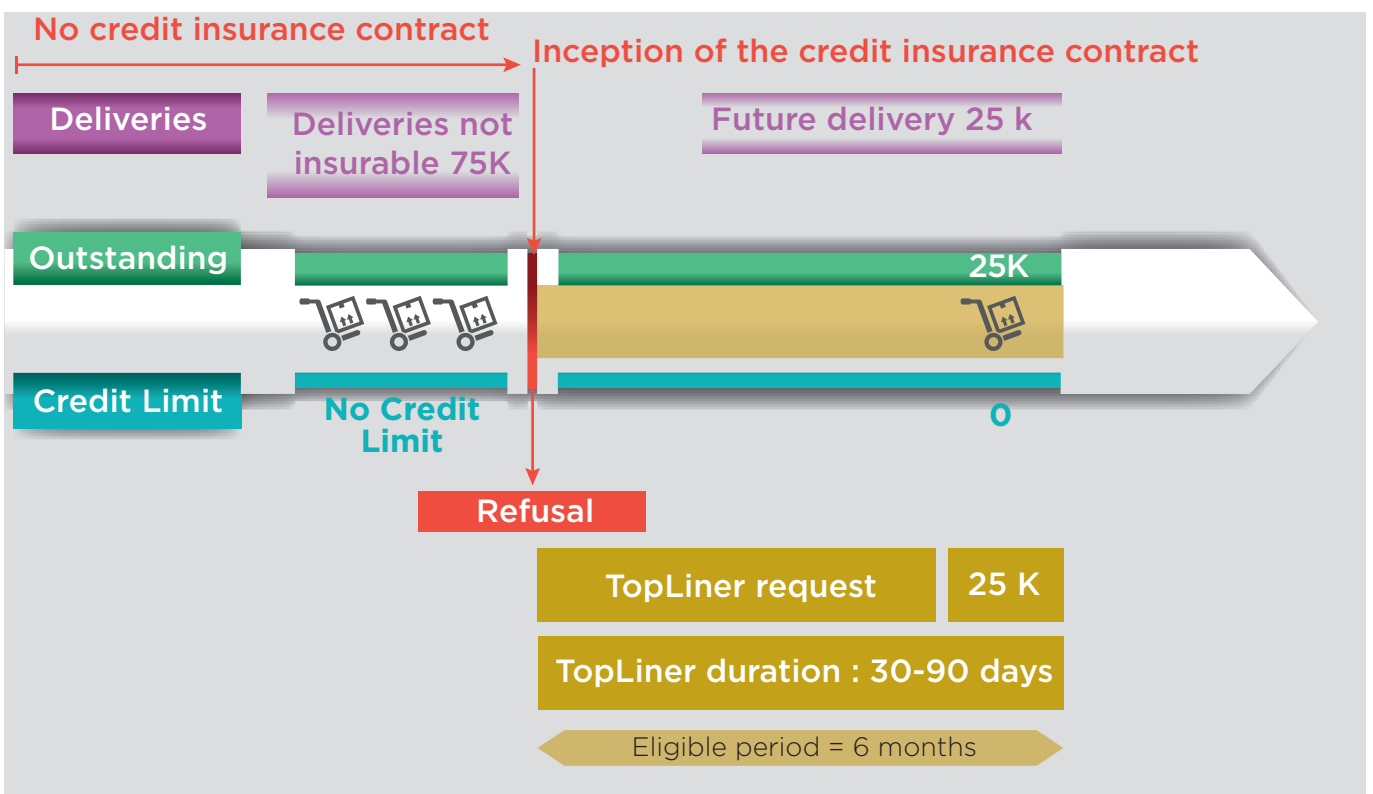 No credit insurance contract
Inception of the credit insurance contract
Deliveries
Deliveries not
insurable 75K
Future delivery 25 k
Outstanding
25K
Credit Limit
No Credit
Limit
0
Refusal
TopLiner request
25 K
TopLiner duration : 30-90 days
Eligible period = 6 months